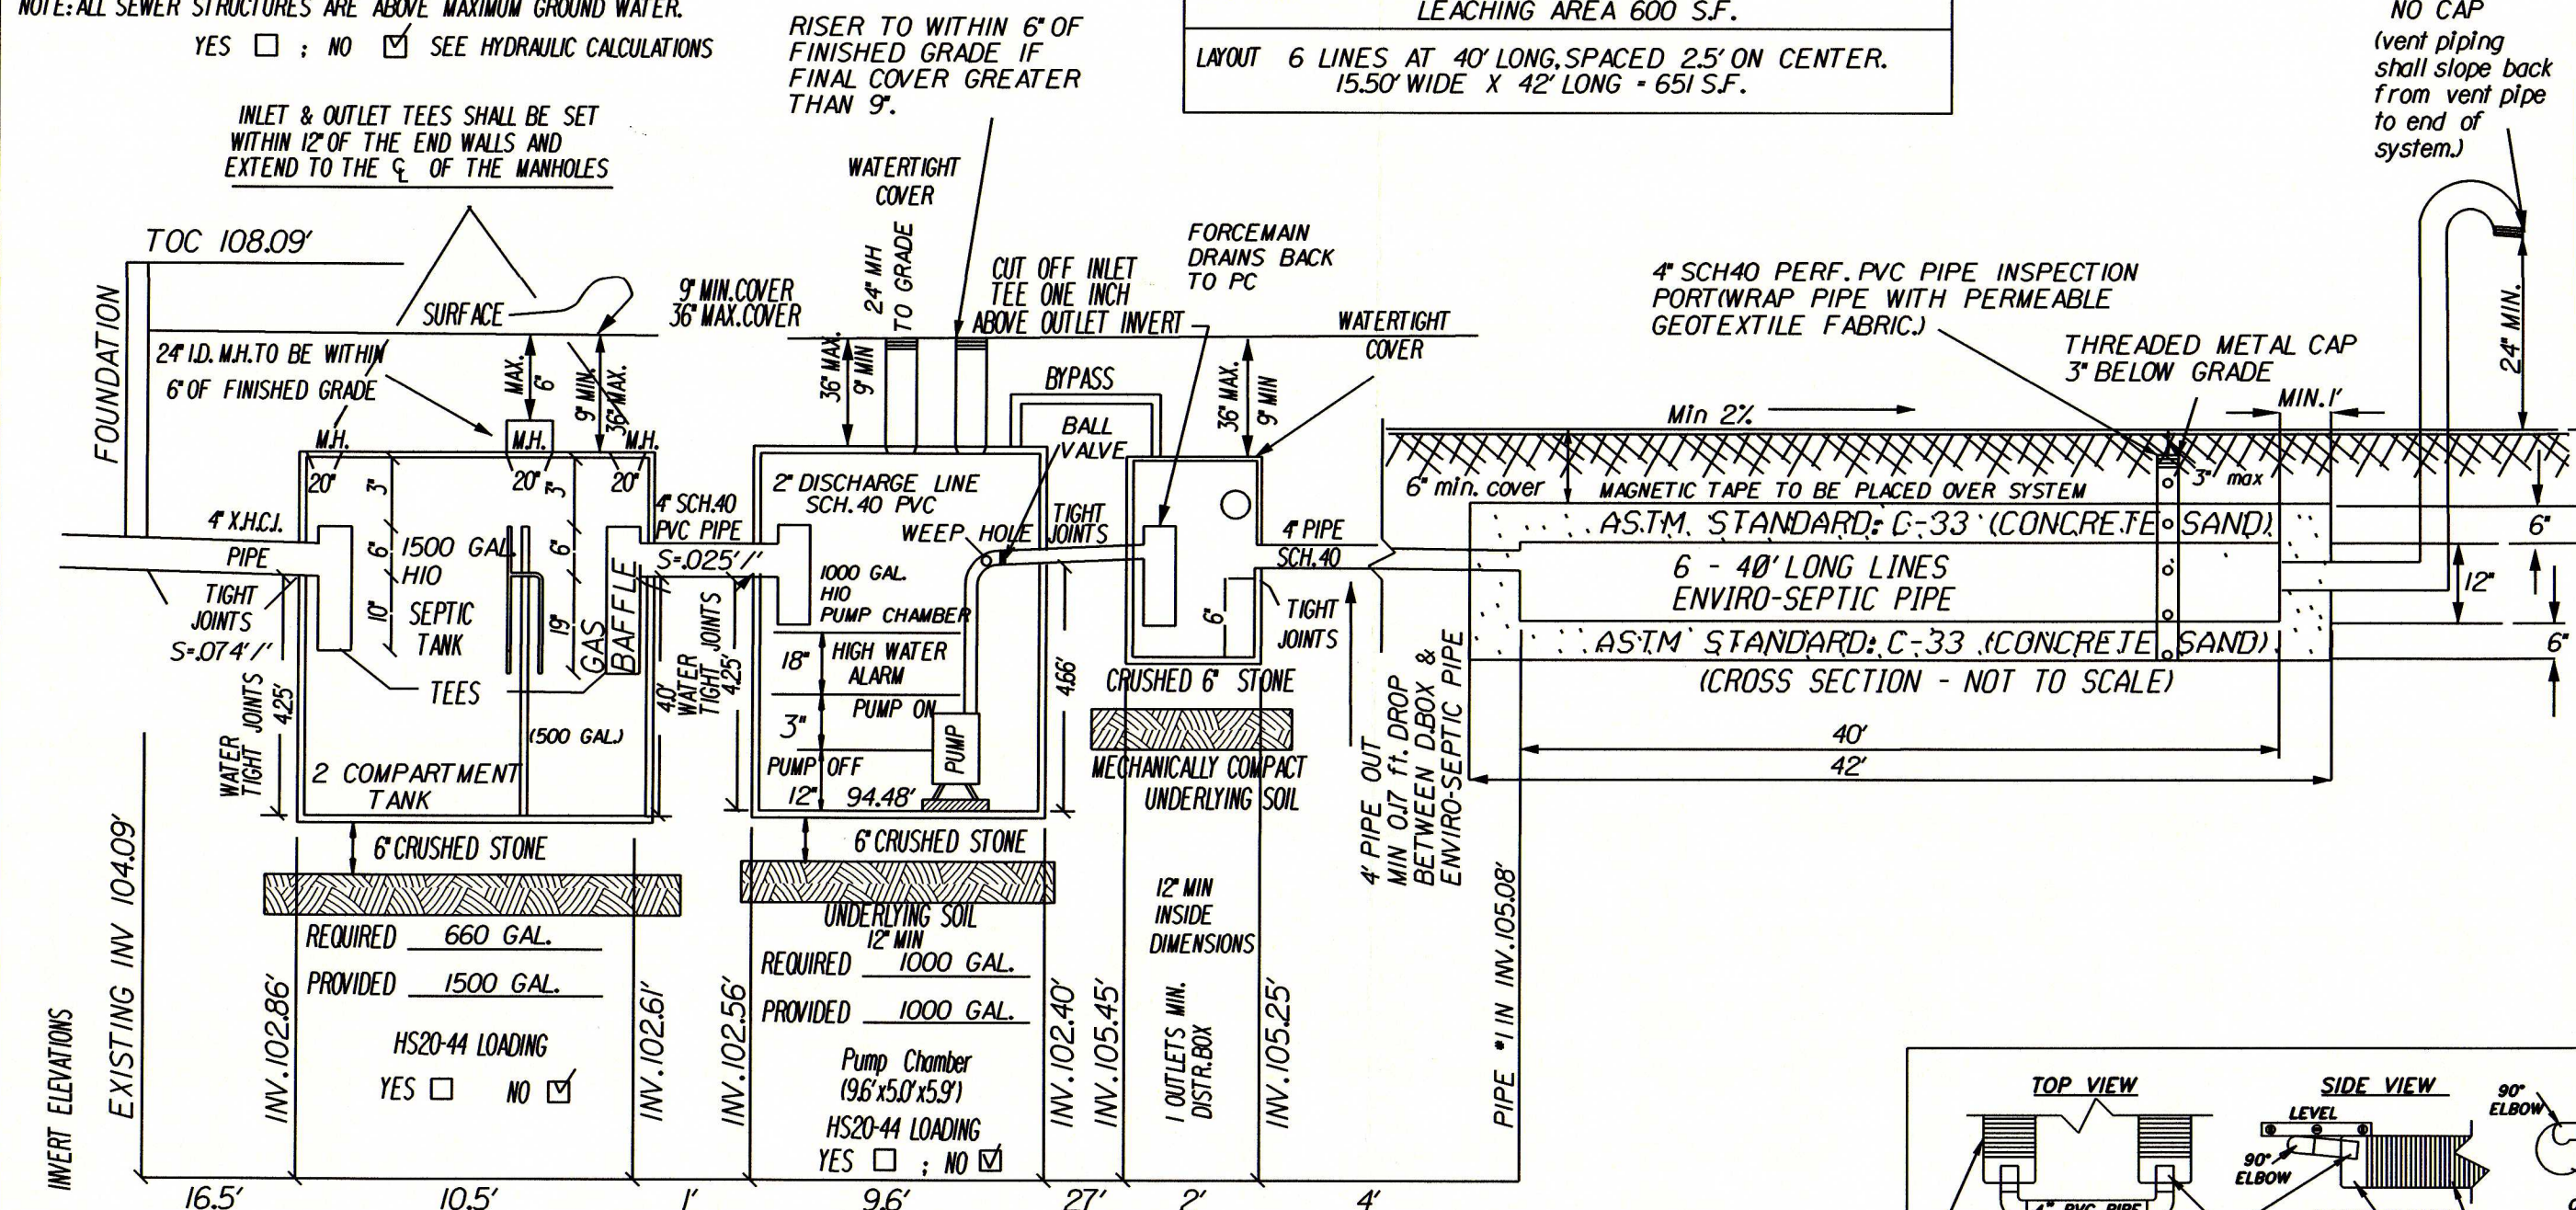 NOTE: ALL SEWER STRUCTURES ARE ABOVE MAXIMUM GROUND WATER.
YES ☐ ; NO ☑ SEE HYDRAULIC CALCULATIONS
INLET & OUTLET TEES SHALL BE SET
WITHIN 12" OF THE END WALLS AND
EXTEND TO THE ℄ OF THE MANHOLES
RISER TO WITHIN 6" OF
FINISHED GRADE IF
FINAL COVER GREATER
THAN 9".
LEACHING AREA 600 S.F.
LAYOUT 6 LINES AT 40' LONG, SPACED 2.5' ON CENTER.
15.50' WIDE X 42' LONG = 651 S.F.
NO CAP
(vent piping
shall slope back
from vent pipe
to end of
system.)
TOC 108.09'
FOUNDATION
SURFACE
24" I.D. M.H. TO BE WITHIN
6" OF FINISHED GRADE
MAX.
6"
9" MIN.
36" MAX.
9" MIN. COVER
36" MAX. COVER
WATERTIGHT
COVER
24" MH
TO GRADE
36" MAX.
9" MIN
CUT OFF INLET
TEE ONE INCH
ABOVE OUTLET INVERT
FORCEMAIN
DRAINS BACK
TO PC
WATERTIGHT
COVER
36" MAX.
9" MIN
BYPASS
BALL
VALVE
4" SCH40 PERF. PVC PIPE INSPECTION
PORT(WRAP PIPE WITH PERMEABLE
GEOTEXTILE FABRIC.)
THREADED METAL CAP
3" BELOW GRADE
24" MIN.
MIN. 1'
Min 2%
M.H.
M.H.
M.H.
20"
20"
20"
3"
3"
4" X.H.C.I.
PIPE
TIGHT
JOINTS
S=.074'/'
6"
10"
1500 GAL.
H10
SEPTIC
TANK
6"
19"
GAS
BAFFLE
TEES
(500 GAL.)
2 COMPARTMENT
TANK
WATER
TIGHT JOINTS
4.25'
4" SCH.40
PVC PIPE
S=.025'/'
4.0'
WATER
TIGHT JOINTS
4.25'
2" DISCHARGE LINE
SCH. 40 PVC
WEEP HOLE
TIGHT
JOINTS
1000 GAL.
H10
PUMP CHAMBER
18"
HIGH WATER
ALARM
PUMP ON
3"
PUMP
PUMP OFF
12"
94.48'
4.66'
4" PIPE
SCH.40
6"
TIGHT
JOINTS
CRUSHED 6" STONE
MECHANICALLY COMPACT
UNDERLYING SOIL
4' PIPE OUT
MIN 0.17 ft. DROP
BETWEEN D.BOX &
ENVIRO-SEPTIC PIPE
6" min. cover
MAGNETIC TAPE TO BE PLACED OVER SYSTEM
3" max
ASTM. STANDARD: C-33 (CONCRETE SAND)
6 - 40' LONG LINES
ENVIRO-SEPTIC PIPE
ASTM STANDARD: C-33 (CONCRETE SAND)
(CROSS SECTION - NOT TO SCALE)
6"
12"
6"
40'
42'
6" CRUSHED STONE
6" CRUSHED STONE
UNDERLYING SOIL
12" MIN
REQUIRED 660 GAL.
PROVIDED 1500 GAL.
HS20-44 LOADING
YES ☐ NO ☑
REQUIRED 1000 GAL.
PROVIDED 1000 GAL.
Pump Chamber
(9.6'x5.0'x5.9')
HS20-44 LOADING
YES ☐ ; NO ☑
12" MIN
INSIDE
DIMENSIONS
1 OUTLETS MIN.
DISTR.BOX
INVERT ELEVATIONS
EXISTING INV 104.09'
INV. 102.86'
INV. 102.61'
INV. 102.56'
INV. 102.40'
INV. 105.45'
INV. 105.25'
PIPE #1 IN INV. 105.08'
16.5'
10.5'
1'
9.6'
27'
2'
4'
TOP VIEW
SIDE VIEW
LEVEL
90°
ELBOW
90°
ELBOW
4" PVC PIPE